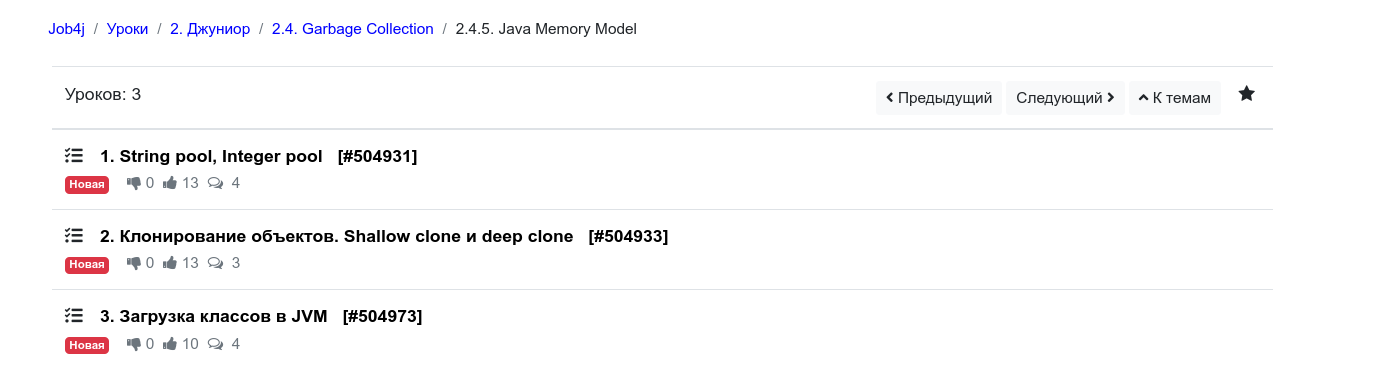 Job4j / Уроки / 2. Джуниор / 2.4. Garbage Collection / 2.4.5. Java Memory Model
Уроков: 3 Предыдущий Следующий К темам
1. String pool, Integer pool [#504931]
Новая 0 13 4
2. Клонирование объектов. Shallow clone и deep clone [#504933]
Новая 0 13 3
3. Загрузка классов в JVM [#504973]
Новая 0 10 4